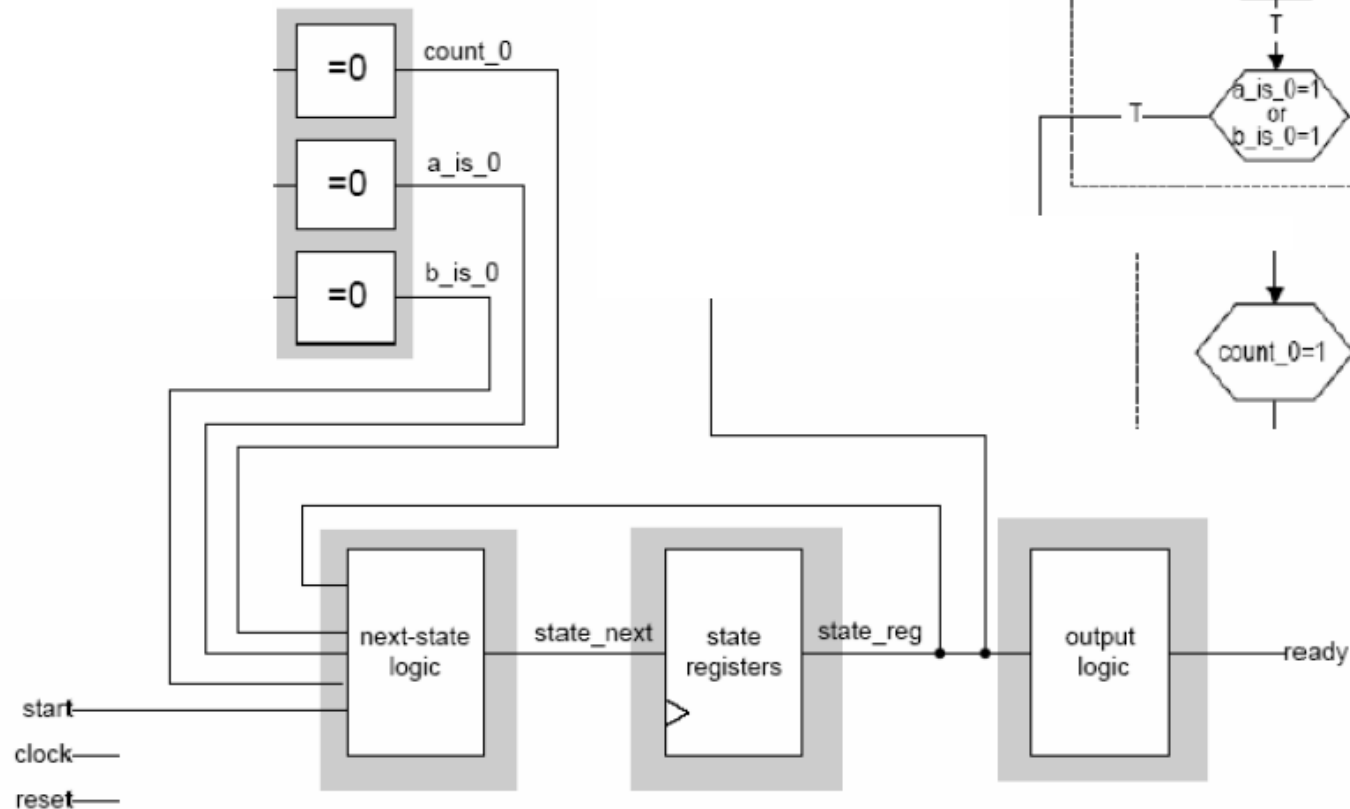 =0
count_0
=0
a_is_0
=0
b_is_0
T
a_is_0=1
or
b_is_0=1
T
count_0=1
next-state
logic
state_next
state
registers
state_reg
output
logic
ready
start
clock
reset